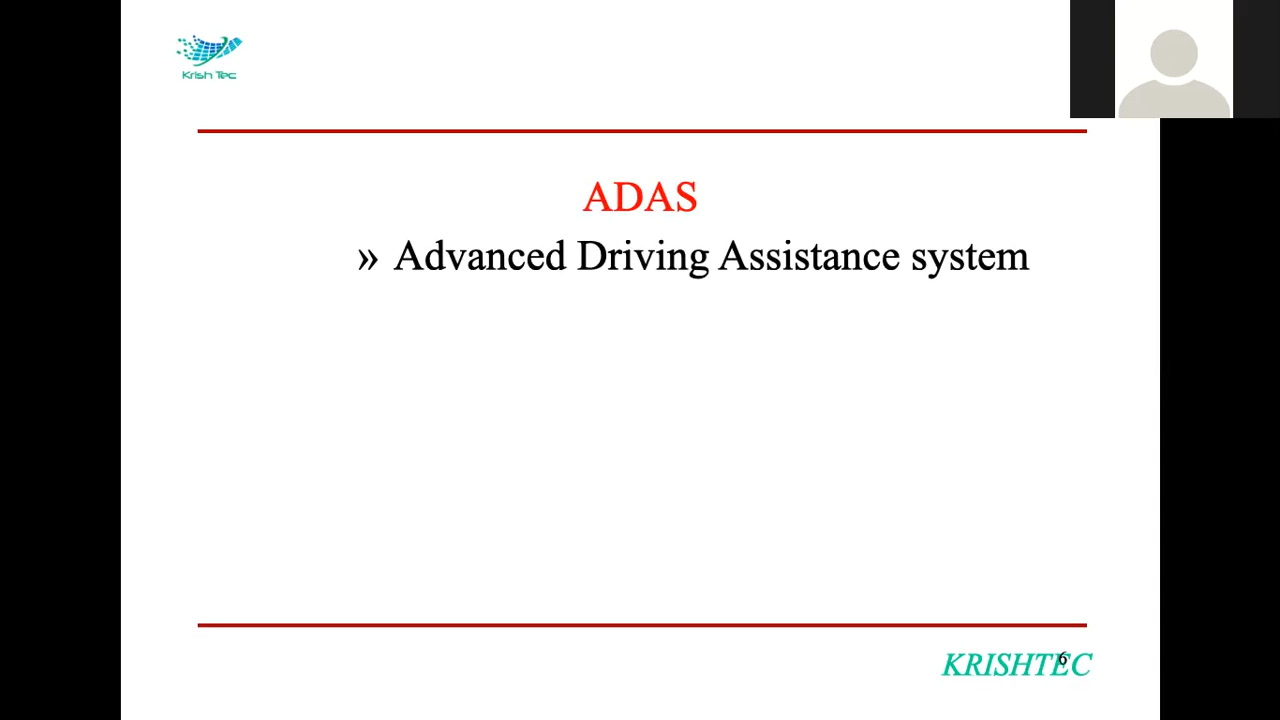 Krish Tec
ADAS
» Advanced Driving Assistance system
KRISHTEC
6